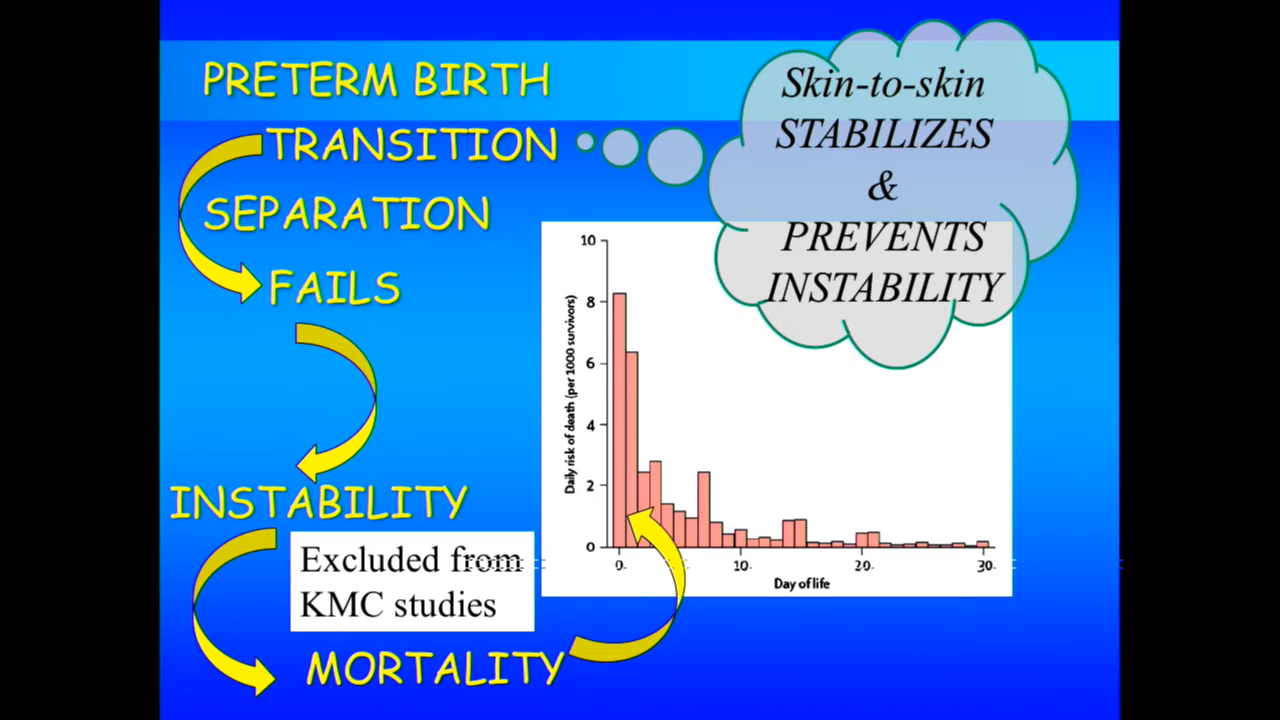 PRETERM BIRTH
TRANSITION
SEPARATION
FAILS
INSTABILITY
Excluded from
KMC studies
MORTALITY
Skin-to-skin
STABILIZES
&
PREVENTS
INSTABILITY
Daily risk of death (per 1000 survivors)
10
8
6
4
2
0
0 10 20 30
Day of life